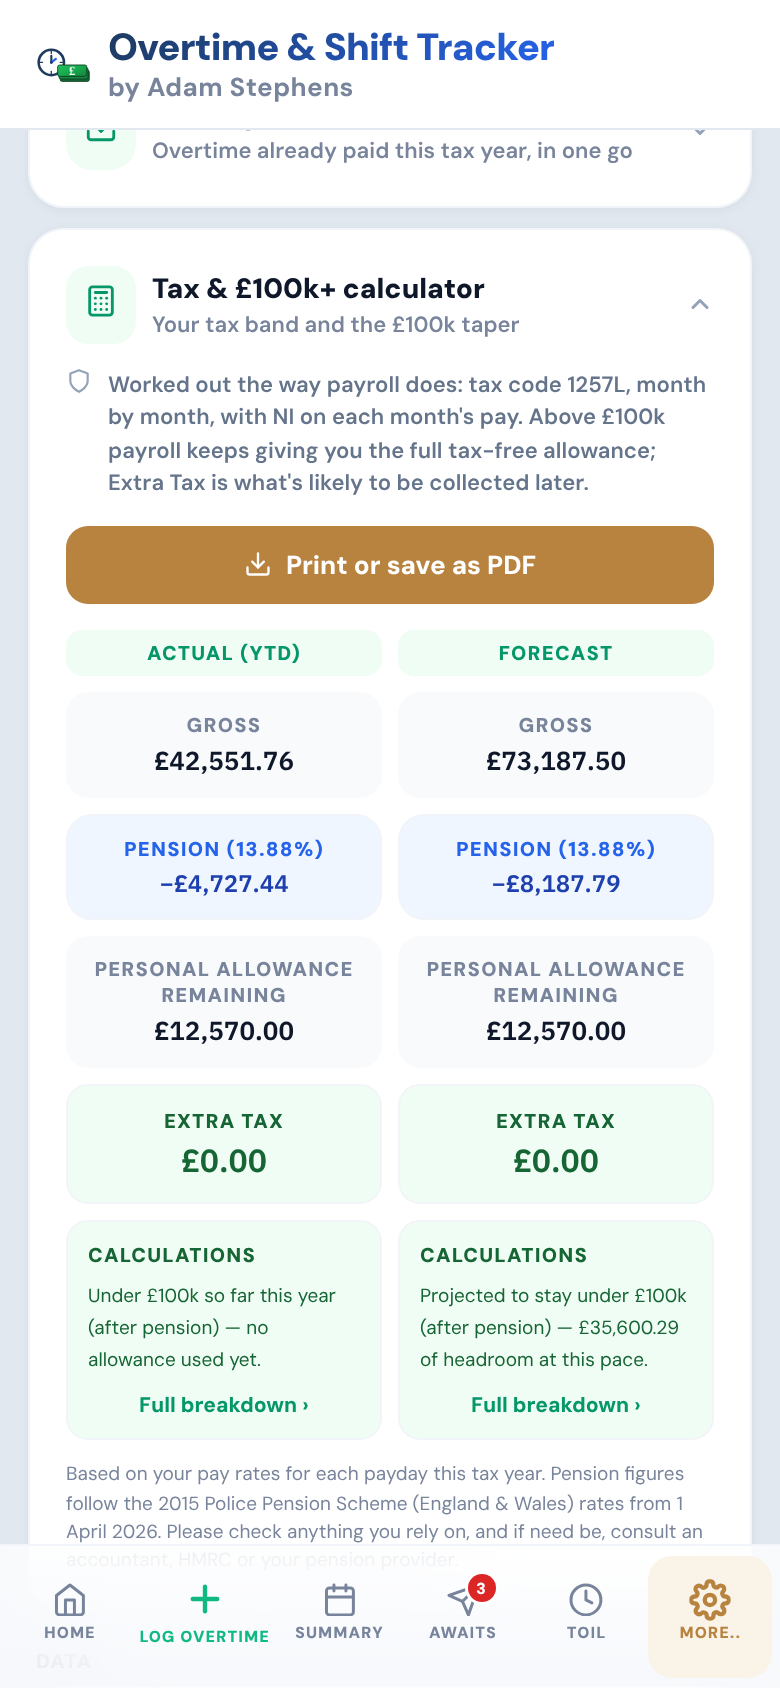 Overtime & Shift Tracker
£
by Adam Stephens
Overtime already paid this tax year, in one go
Tax & £100k+ calculator
Your tax band and the £100k taper
Worked out the way payroll does: tax code 1257L, month
by month, with NI on each month's pay. Above £100k
payroll keeps giving you the full tax-free allowance;
Extra Tax is what's likely to be collected later.
Print or save as PDF
ACTUAL (YTD)
FORECAST
GROSS
£42,551.76
GROSS
£73,187.50
PENSION (13.88%)
−£4,727.44
PENSION (13.88%)
−£8,187.79
PERSONAL ALLOWANCE
REMAINING
£12,570.00
PERSONAL ALLOWANCE
REMAINING
£12,570.00
EXTRA TAX
£0.00
EXTRA TAX
£0.00
CALCULATIONS
Under £100k so far this year
(after pension) — no
allowance used yet.
Full breakdown ›
CALCULATIONS
Projected to stay under £100k
(after pension) — £35,600.29
of headroom at this pace.
Full breakdown ›
Based on your pay rates for each payday this tax year. Pension figures
follow the 2015 Police Pension Scheme (England & Wales) rates from 1
April 2026. Please check anything you rely on, and if need be, consult an
accountant, HMRC or your pension provider.
3
HOME
LOG OVERTIME
SUMMARY
AWAITS
TOIL
MORE..
DATA